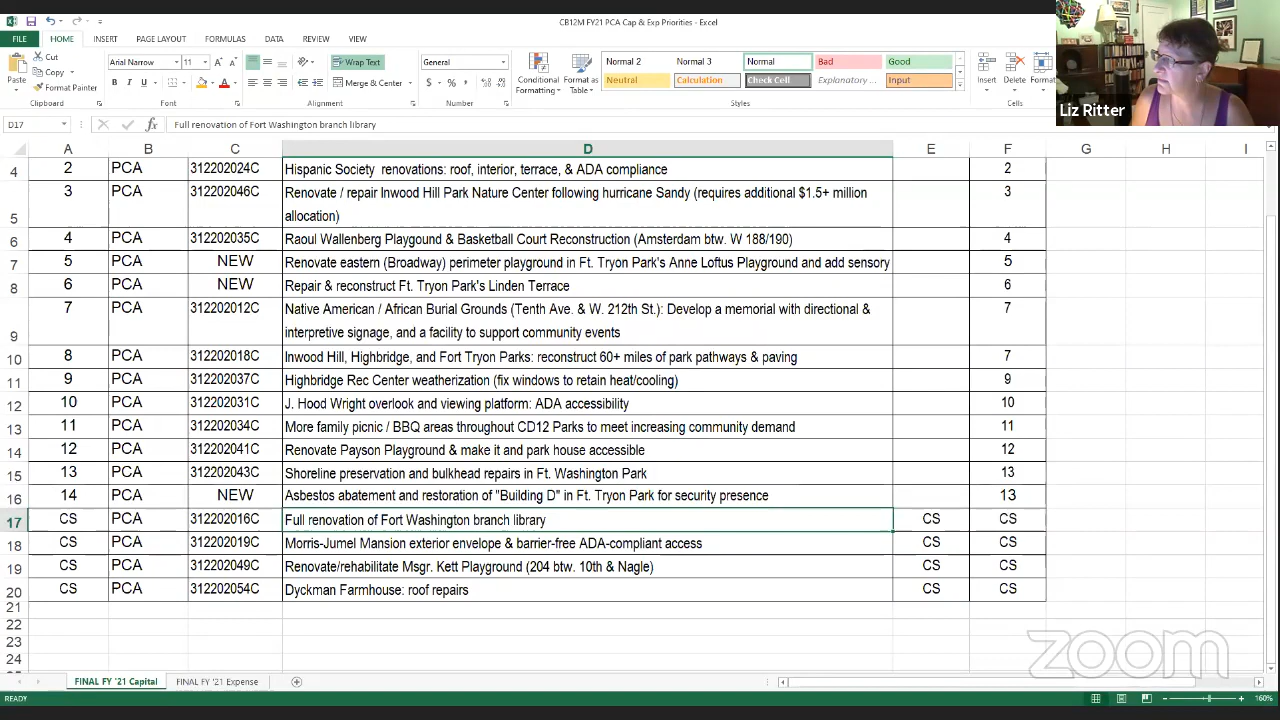 CB12M FY21 PCA Cap & Exp Priorities - Excel
FILE HOME INSERT PAGE LAYOUT FORMULAS DATA REVIEW VIEW
Cut
Copy
Format Painter
Paste
Clipboard
Arial Narrow 11
B I U
Font
Wrap Text
Merge & Center
Alignment
General
$ % ,
Number
Conditional Formatting
Format as Table
Normal 2 Normal 3 Normal Bad Good
Neutral Calculation Check Cell Explanatory ... Input
Styles
Insert Delete Format
Cells
Liz Ritter
D17 fx Full renovation of Fort Washington branch library
A B C D E F G H I
4 2 PCA 312202024C Hispanic Society renovations: roof, interior, terrace, & ADA compliance 2
5 3 PCA 312202046C Renovate / repair Inwood Hill Park Nature Center following hurricane Sandy (requires additional $1.5+ million 3
allocation)
6 4 PCA 312202035C Raoul Wallenberg Playgound & Basketball Court Reconstruction (Amsterdam btw. W 188/190) 4
7 5 PCA NEW Renovate eastern (Broadway) perimeter playground in Ft. Tryon Park's Anne Loftus Playground and add sensory 5
8 6 PCA NEW Repair & reconstruct Ft. Tryon Park's Linden Terrace 6
9 7 PCA 312202012C Native American / African Burial Grounds (Tenth Ave. & W. 212th St.): Develop a memorial with directional & 7
interpretive signage, and a facility to support community events
10 8 PCA 312202018C Inwood Hill, Highbridge, and Fort Tryon Parks: reconstruct 60+ miles of park pathways & paving 7
11 9 PCA 312202037C Highbridge Rec Center weatherization (fix windows to retain heat/cooling) 9
12 10 PCA 312202031C J. Hood Wright overlook and viewing platform: ADA accessibility 10
13 11 PCA 312202034C More family picnic / BBQ areas throughout CD12 Parks to meet increasing community demand 11
14 12 PCA 312202041C Renovate Payson Playground & make it and park house accessible 12
15 13 PCA 312202043C Shoreline preservation and bulkhead repairs in Ft. Washington Park 13
16 14 PCA NEW Asbestos abatement and restoration of "Building D" in Ft. Tryon Park for security presence 13
17 CS PCA 312202016C Full renovation of Fort Washington branch library CS CS
18 CS PCA 312202019C Morris-Jumel Mansion exterior envelope & barrier-free ADA-compliant access CS CS
19 CS PCA 312202049C Renovate/rehabilitate Msgr. Kett Playground (204 btw. 10th & Nagle) CS CS
20 CS PCA 312202054C Dyckman Farmhouse: roof repairs CS CS
21
22
23
24
zoom
FINAL FY '21 Capital FINAL FY '21 Expense
READY 160%